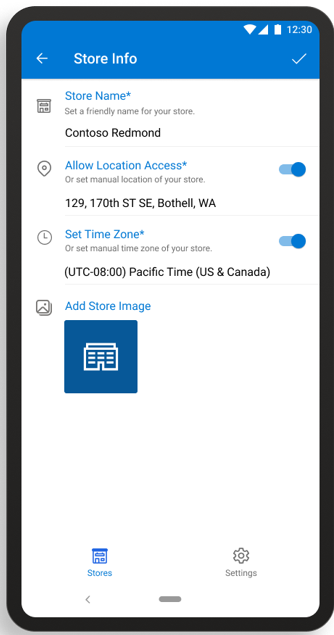 12:30
Store Info
Store Name*
Set a friendly name for your store.
Contoso Redmond
Allow Location Access*
Or set manual location of your store.
129, 170th ST SE, Bothell, WA
Set Time Zone*
Or set manual time zone of your store.
(UTC-08:00) Pacific Time (US & Canada)
Add Store Image
Stores
Settings